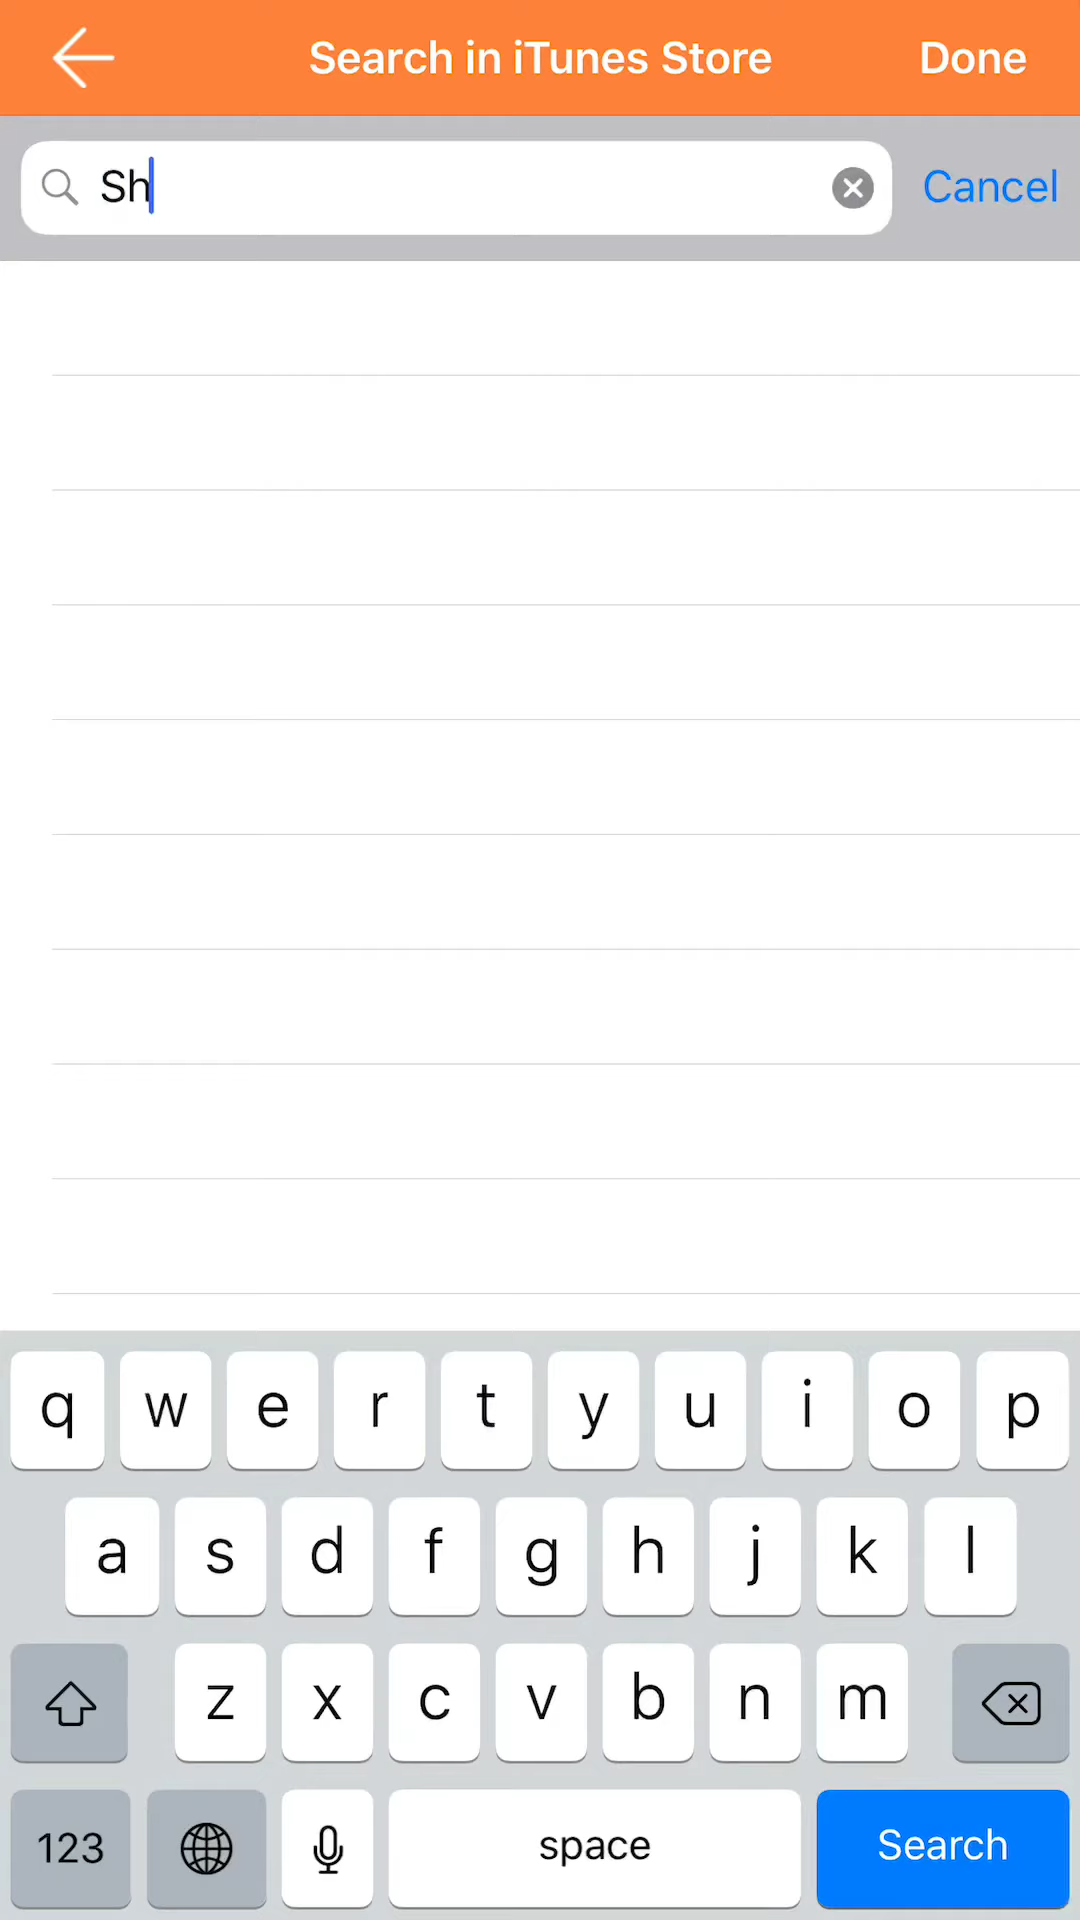 Search in iTunes Store Done
Sh Cancel
q w e r t y u i o p
a s d f g h j k l
z x c v b n m
123 space Search